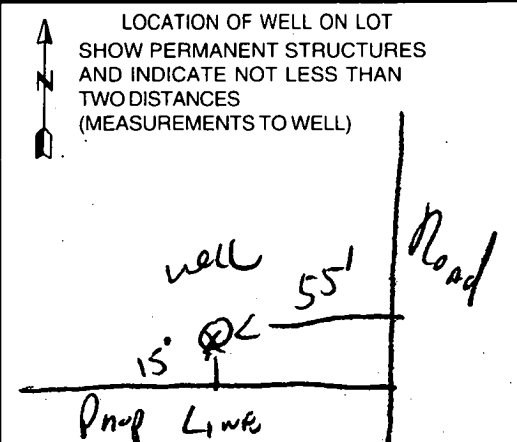 LOCATION OF WELL ON LOT
SHOW PERMANENT STRUCTURES
AND INDICATE NOT LESS THAN
TWO DISTANCES
(MEASUREMENTS TO WELL)
N
well
55'
Road
15'
Prop Line